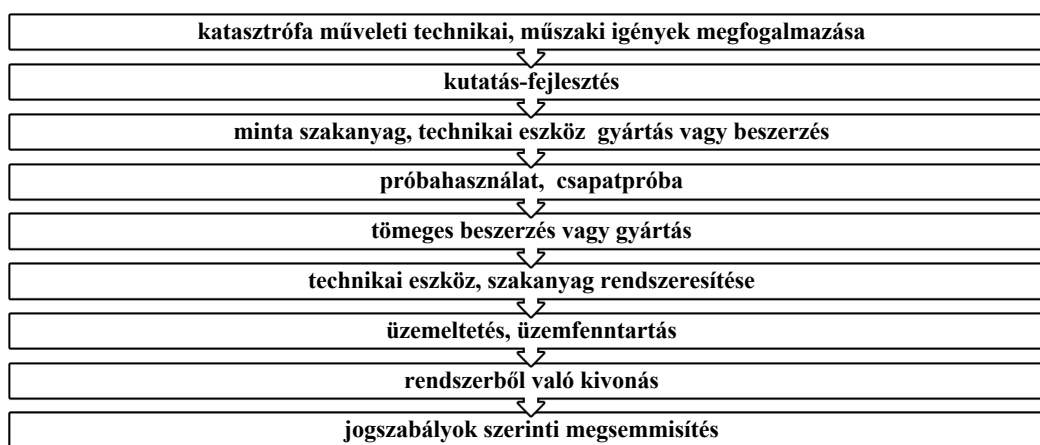 katasztrófa műveleti technikai, műszaki igények megfogalmazása
kutatás-fejlesztés
minta szakanyag, technikai eszköz  gyártás vagy beszerzés
próbahasználat,  csapatpróba
tömeges beszerzés vagy gyártás
technikai eszköz, szakanyag rendszeresítése
üzemeltetés, üzemfenntartás
rendszerből való kivonás
jogszabályok szerinti megsemmisítés